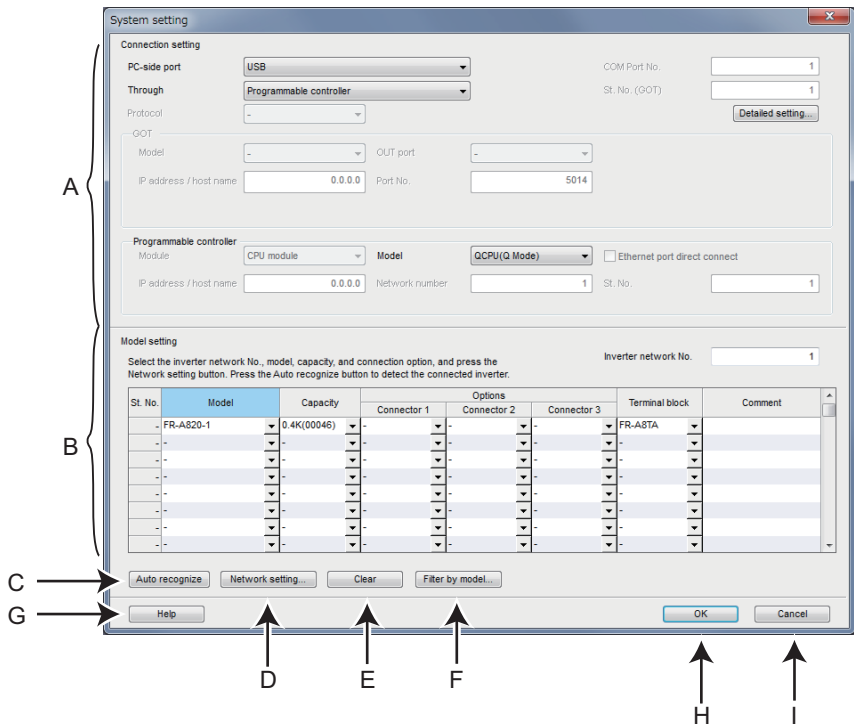 System setting
Connection setting
PC-side port USB COM Port No. 1
Through Programmable controller St. No. (GOT) 1
Protocol - Detailed setting...
GOT
Model - OUT port -
IP address / host name 0.0.0.0 Port No. 5014
A
Programmable controller
Module CPU module Model QCPU(Q Mode) Ethernet port direct connect
IP address / host name 0.0.0.0 Network number 1 St. No. 1
Model setting
Select the inverter network No., model, capacity, and connection option, and press the
Network setting button. Press the Auto recognize button to detect the connected inverter.
Inverter network No. 1
St. No. Model Capacity Options Terminal block Comment
Connector 1 Connector 2 Connector 3
- FR-A820-1 0.4K(00046) - - - FR-A8TA
- - - - - - -
B
- - - - - - -
- - - - - - -
- - - - - - -
- - - - - - -
- - - - - - -
- - - - - - -
C Auto recognize Network setting... Clear Filter by model...
G Help OK Cancel
D E F
H I